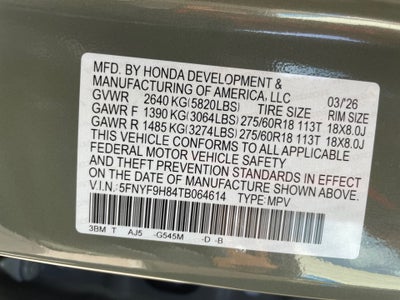 MFD. BY HONDA DEVELOPMENT &
MANUFACTURING OF AMERICA, LLC 03/'26
GVWR 2640 KG(5820LBS) TIRE SIZE RIM SIZE
GAWR F 1390 KG(3064LBS) 275/60R18 113T 18X8.0J
GAWR R 1485 KG(3274LBS) 275/60R18 113T 18X8.0J
THIS VEHICLE CONFORMS TO ALL APPLICABLE
FEDERAL MOTOR VEHICLE SAFETY, BUMPER,
AND THEFT PREVENTION STANDARDS IN EFFECT
ON THE DATE OF MANUFACTURE SHOWN ABOVE.
V.I.N.: 5FNYF9H84TB064614 TYPE: MPV
3BM T AJ5 -G545M -D -B